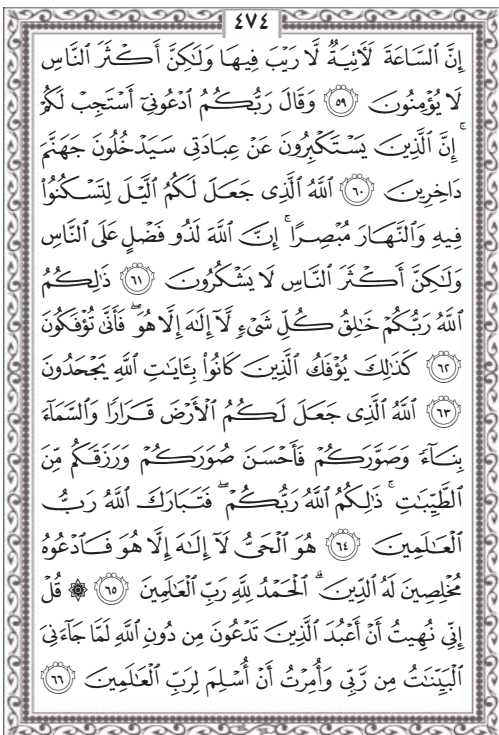 ٤٧٤
إِنَّ ٱلسَّاعَةَ لَأٓتِيَةٌ لَّا رَيْبَ فِيهَا وَلَٰكِنَّ أَكْثَرَ ٱلنَّاسِ
لَا يُؤْمِنُونَ ٥٩ وَقَالَ رَبُّكُمُ ٱدْعُونِىٓ أَسْتَجِبْ لَكُمْ
ۚ إِنَّ ٱلَّذِينَ يَسْتَكْبِرُونَ عَنْ عِبَادَتِى سَيَدْخُلُونَ جَهَنَّمَ
دَاخِرِينَ ٦٠ ٱللَّهُ ٱلَّذِى جَعَلَ لَكُمُ ٱلَّيْلَ لِتَسْكُنُوا۟
فِيهِ وَٱلنَّهَارَ مُبْصِرًا ۚ إِنَّ ٱللَّهَ لَذُو فَضْلٍ عَلَى ٱلنَّاسِ
وَلَٰكِنَّ أَكْثَرَ ٱلنَّاسِ لَا يَشْكُرُونَ ٦١ ذَٰلِكُمُ
ٱللَّهُ رَبُّكُمْ خَٰلِقُ كُلِّ شَىْءٍ لَّآ إِلَٰهَ إِلَّا هُوَ ۖ فَأَنَّىٰ تُؤْفَكُونَ
٦٢ كَذَٰلِكَ يُؤْفَكُ ٱلَّذِينَ كَانُوا۟ بِـَٔايَٰتِ ٱللَّهِ يَجْحَدُونَ
٦٣ ٱللَّهُ ٱلَّذِى جَعَلَ لَكُمُ ٱلْأَرْضَ قَرَارًا وَٱلسَّمَآءَ
بِنَآءً وَصَوَّرَكُمْ فَأَحْسَنَ صُوَرَكُمْ وَرَزَقَكُم مِّنَ
ٱلطَّيِّبَٰتِ ۚ ذَٰلِكُمُ ٱللَّهُ رَبُّكُمْ ۖ فَتَبَارَكَ ٱللَّهُ رَبُّ
ٱلْعَٰلَمِينَ ٦٤ هُوَ ٱلْحَىُّ لَآ إِلَٰهَ إِلَّا هُوَ فَٱدْعُوهُ
مُخْلِصِينَ لَهُ ٱلدِّينَ ۗ ٱلْحَمْدُ لِلَّهِ رَبِّ ٱلْعَٰلَمِينَ ٦٥ ۞ قُلْ
إِنِّى نُهِيتُ أَنْ أَعْبُدَ ٱلَّذِينَ تَدْعُونَ مِن دُونِ ٱللَّهِ لَمَّا جَآءَنِىَ
ٱلْبَيِّنَٰتُ مِن رَّبِّى وَأُمِرْتُ أَنْ أُسْلِمَ لِرَبِّ ٱلْعَٰلَمِينَ ٦٦